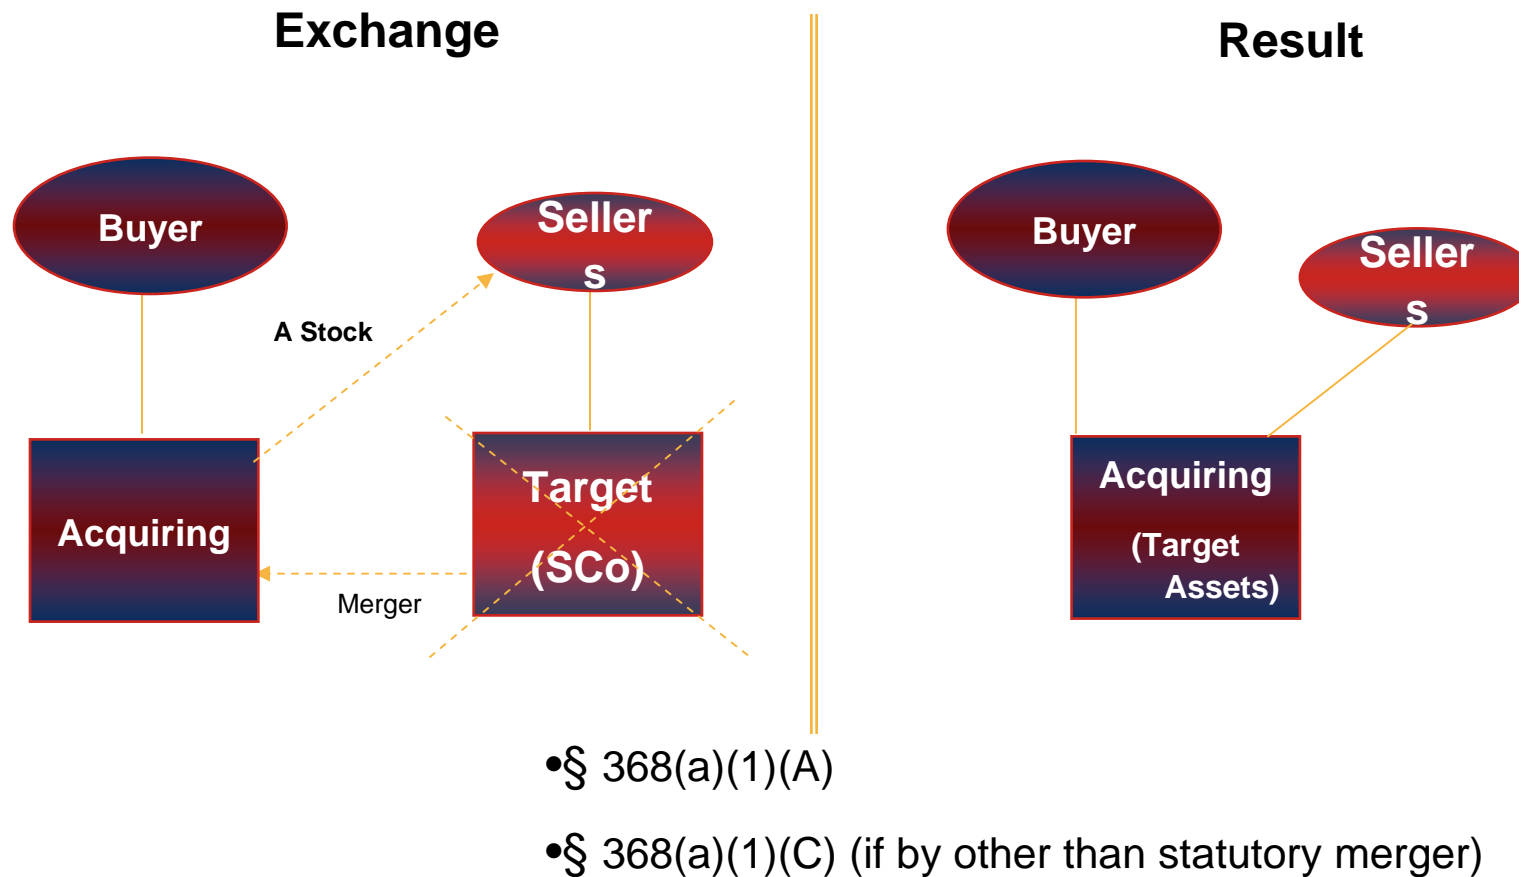 Exchange
Result
Buyer
Seller
s
A Stock
Acquiring
Target
(SCo)
Merger
Buyer
Seller
s
Acquiring
(Target
Assets)
•§ 368(a)(1)(A)
•§ 368(a)(1)(C) (if by other than statutory merger)